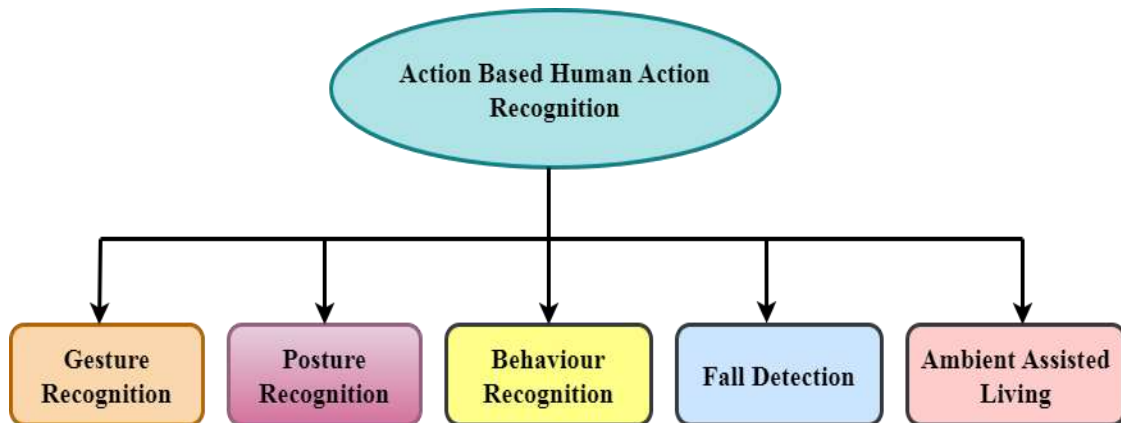 Action Based Human Action
Recognition
Gesture
Recognition
Posture
Recognition
Behaviour
Recognition
Fall Detection
Ambient Assisted
Living